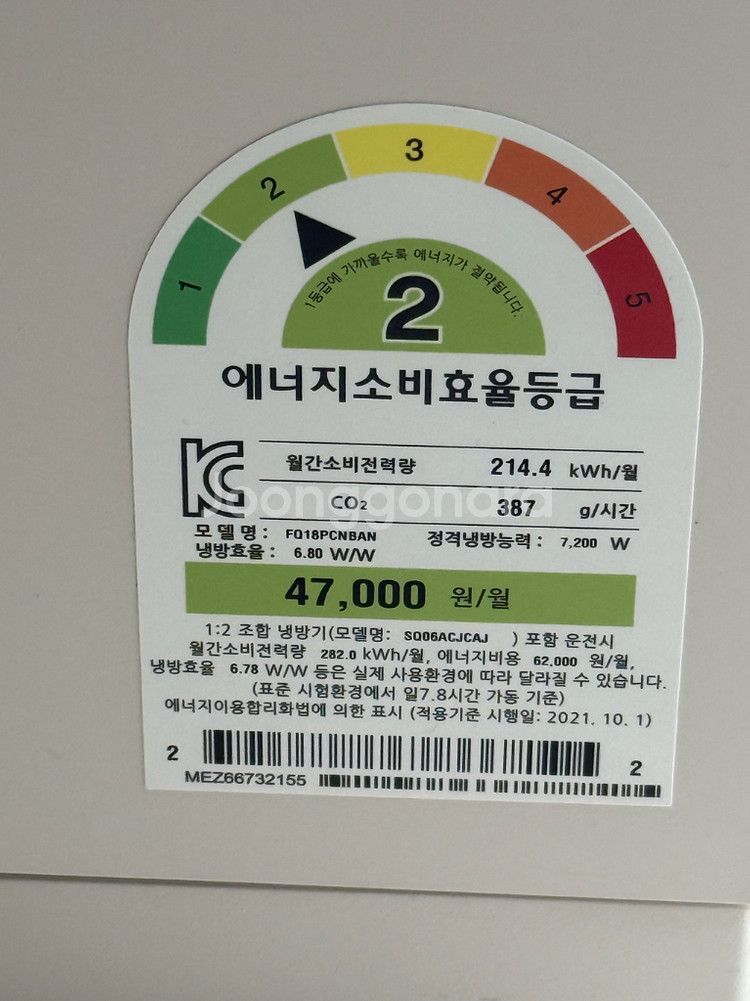 1 2 3 4 5
1등급에 가까울수록 에너지가 절약됩니다.
2
에너지소비효율등급
월간소비전력량 214.4 kWh/월
CO₂ 387 g/시간
joonggonara
모델명: FQ18PCNBAN 정격냉방능력: 7,200 W
냉방효율: 6.80 W/W
47,000 원/월
1:2 조합 냉방기(모델명: SQ06ACJCAJ ) 포함 운전시
월간소비전력량 282.0 kWh/월, 에너지비용 62,000 원/월,
냉방효율 6.78 W/W 등은 실제 사용환경에 따라 달라질 수 있습니다.
(표준 시험환경에서 일7.8시간 가동 기준)
에너지이용합리화법에 의한 표시 (적용기준 시행일: 2021. 10. 1)
2 2
MEZ66732155